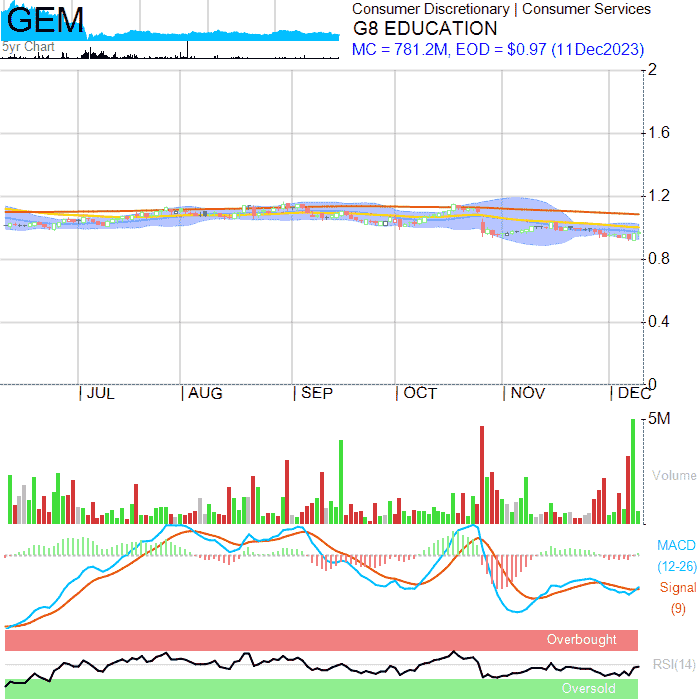 GEM
5yr Chart
Consumer Discretionary | Consumer Services
G8 EDUCATION
MC = 781.2M, EOD = $0.97 (11Dec2023)
2
1.6
1.2
0.8
0.4
0
JUL AUG SEP OCT NOV DEC
5M
Volume
MACD
(12-26)
Signal
(9)
Overbought
RSI(14)
Oversold